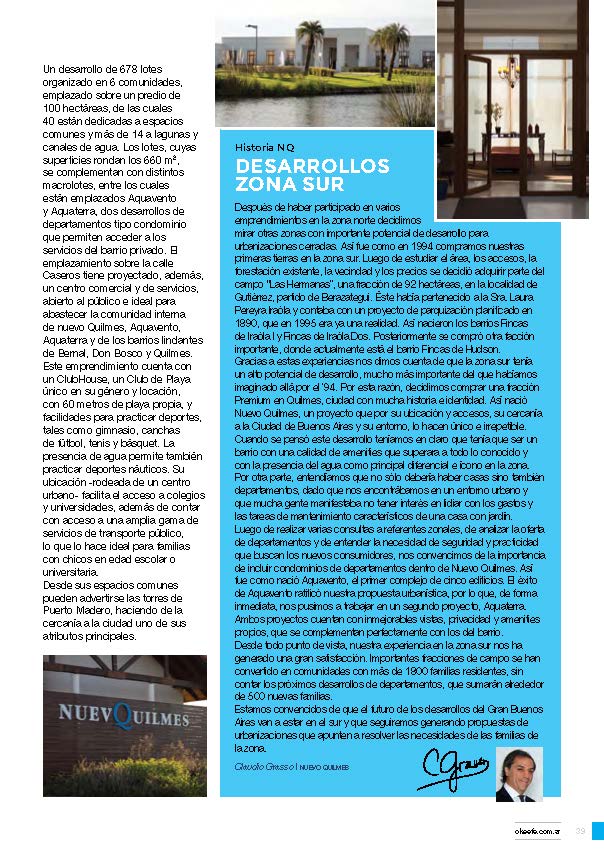 Un desarrollo de 678 lotes
organizado en 6 comunidades,
emplazado sobre un predio de
100 hectáreas, de las cuales
40 están dedicadas a espacios
comunes y más de 14 a lagunas y
canales de agua. Los lotes, cuyas
superficies rondan los 660 m²,
se complementan con distintos
macrolotes, entre los cuales
están emplazados Aquavento
y Aquaterra, dos desarrollos de
departamentos tipo condominio
que permiten acceder a los
servicios del barrio privado. El
emplazamiento sobre la calle
Caseros tiene proyectado, además,
un centro comercial y de servicios,
abierto al público e ideal para
abastecer la comunidad interna
de nuevo Quilmes, Aquavento,
Aquaterra y de los barrios lindantes
de Bernal, Don Bosco y Quilmes.
Este emprendimiento cuenta con
un ClubHouse, un Club de Playa
único en su género y locación,
con 60 metros de playa propia, y
facilidades para practicar deportes,
tales como gimnasio, canchas
de fútbol, tenis y básquet. La
presencia de agua permite también
practicar deportes náuticos. Su
ubicación -rodeada de un centro
urbano- facilita el acceso a colegios
y universidades, además de contar
con acceso a una amplia gama de
servicios de transporte público,
lo que lo hace ideal para familias
con chicos en edad escolar o
universitaria.
Desde sus espacios comunes
pueden advertirse las torres de
Puerto Madero, haciendo de la
cercanía a la ciudad uno de sus
atributos principales.
NUEVOQUILMES
Historia NQ
DESARROLLOS
ZONA SUR
Después de haber participado en varios
emprendimientos en la zona norte decidimos
mirar otras zonas con importante potencial de desarrollo para
urbanizaciones cerradas. Así fue como en 1994 compramos nuestras
primeras tierras en la zona sur. Luego de estudiar el área, los accesos, la
forestación existente, la vecindad y los precios se decidió adquirir parte del
campo "Las Hermanas", una fracción de 92 hectáreas, en la localidad de
Gutiérrez, partido de Berazategui. Éste había pertenecido a la Sra. Laura
Pereyra Iraola y contaba con un proyecto de parquización planificado en
1890, que en 1995 era ya una realidad. Así nacieron los barrios Fincas
de Iraola I y Fincas de Iraola Dos. Posteriormente se compró otra facción
importante, donde actualmente está el barrio Fincas de Hudson.
Gracias a estas experiencias nos dimos cuenta de que la zona sur tenía
un alto potencial de desarrollo, mucho más importante del que habíamos
imaginado allá por el '94. Por esta razón, decidimos comprar una fracción
Premium en Quilmes, ciudad con mucha historia e identidad. Así nació
Nuevo Quilmes, un proyecto que por su ubicación y accesos, su cercanía
a la Ciudad de Buenos Aires y su entorno, lo hacen único e irrepetible.
Cuando se pensó este desarrollo teníamos en claro que tenía que ser un
barrio con una calidad de amenities que superara a todo lo conocido y
con la presencia del agua como principal diferencial e ícono en la zona.
Por otra parte, entendíamos que no sólo debería haber casas sino también
departamentos, dado que nos encontrábamos en un entorno urbano y
que mucha gente manifestaba no tener interés en lidiar con los gastos y
las tareas de mantenimiento característicos de una casa con jardín.
Luego de realizar varias consultas a referentes zonales, de analizar la oferta
de departamentos y de entender la necesidad de seguridad y practicidad
que buscan los nuevos consumidores, nos convencimos de la importancia
de incluir condominios de departamentos dentro de Nuevo Quilmes. Así
fue como nació Aquavento, el primer complejo de cinco edificios. El éxito
de Aquavento ratificó nuestra propuesta urbanística, por lo que, de forma
inmediata, nos pusimos a trabajar en un segundo proyecto, Aquaterra.
Ambos proyectos cuentan con inmejorables vistas, privacidad y amenities
propios, que se complementan perfectamente con los del barrio.
Desde todo punto de vista, nuestra experiencia en la zona sur nos ha
generado una gran satisfacción. Importantes fracciones de campo se han
convertido en comunidades con más de 1800 familias residentes, sin
contar los próximos desarrollos de departamentos, que sumarán alrededor
de 500 nuevas familias.
Estamos convencidos de que el futuro de los desarrollos del Gran Buenos
Aires van a estar en el sur y que seguiremos generando propuestas de
urbanizaciones que apunten a resolver las necesidades de las familias de
la zona.
Claudio Grasso | NUEVO QUILMES
okeefe.com.ar
39